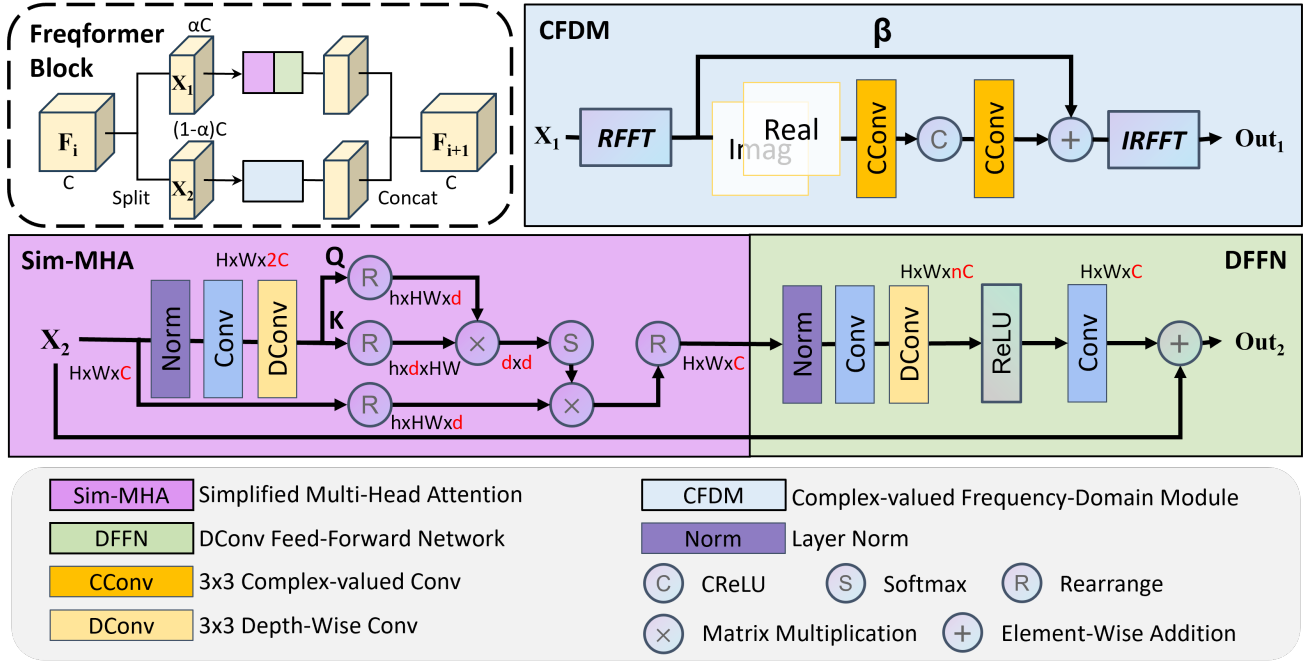 Freqformer
Block
αC
X1
Fi
C
(1-α)C
X2
Split
Concat
Fi+1
C
CFDM
β
X1
RFFT
Real
Imag
CConv
C
CConv
+
IRFFT
Out1
Sim-MHA
HxWx2C
Q
K
X2
HxWxC
Norm
Conv
DConv
R
hxHWxd
R
hxdxHW
×
dxd
S
R
hxHWxd
×
R
HxWxC
DFFN
HxWxnC
HxWxC
Norm
Conv
DConv
ReLU
Conv
+
Out2
Sim-MHA Simplified Multi-Head Attention
DFFN DConv Feed-Forward Network
CConv 3x3 Complex-valued Conv
DConv 3x3 Depth-Wise Conv
CFDM Complex-valued Frequency-Domain Module
Norm Layer Norm
C CReLU S Softmax R Rearrange
× Matrix Multiplication + Element-Wise Addition